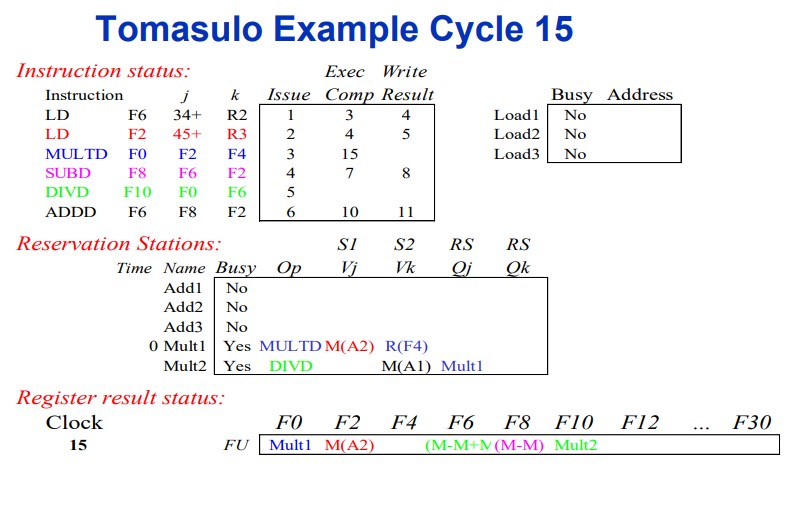 Tomasulo Example Cycle 15
Instruction status: Exec Write
Instruction j k Issue Comp Result Busy Address
LD F6 34+ R2 1 3 4 Load1 No
LD F2 45+ R3 2 4 5 Load2 No
MULTD F0 F2 F4 3 15 Load3 No
SUBD F8 F6 F2 4 7 8
DIVD F10 F0 F6 5
ADDD F6 F8 F2 6 10 11
Reservation Stations: S1 S2 RS RS
Time Name Busy Op Vj Vk Qj Qk
Add1 No
Add2 No
Add3 No
0 Mult1 Yes MULTD M(A2) R(F4)
Mult2 Yes DIVD M(A1) Mult1
Register result status:
Clock F0 F2 F4 F6 F8 F10 F12 ... F30
15 FU Mult1 M(A2) (M-M+M (M-M) Mult2